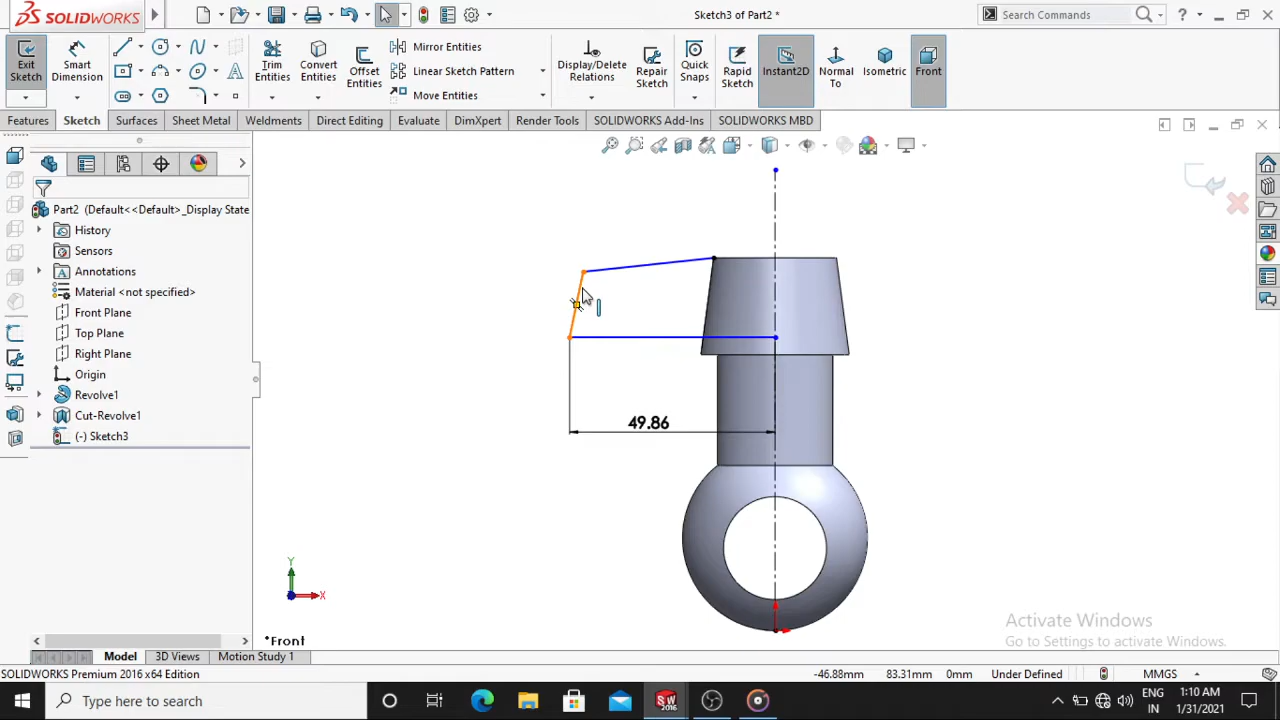 SOLIDWORKS
Sketch3 of Part2 *
Search Commands
Exit Sketch
Smart Dimension
Trim Entities
Convert Entities
Offset Entities
Mirror Entities
Linear Sketch Pattern
Move Entities
Display/Delete Relations
Repair Sketch
Quick Snaps
Rapid Sketch
Instant2D
Normal To
Isometric
Front
Features
Sketch
Surfaces
Sheet Metal
Weldments
Direct Editing
Evaluate
DimXpert
Render Tools
SOLIDWORKS Add-Ins
SOLIDWORKS MBD
Part2 (Default<<Default>_Display State
History
Sensors
Annotations
Material <not specified>
Front Plane
Top Plane
Right Plane
Origin
Revolve1
Cut-Revolve1
(-) Sketch3
49.86
Y
X
*Front
Activate Windows
Go to Settings to activate Windows.
Model
3D Views
Motion Study 1
SOLIDWORKS Premium 2016 x64 Edition
-46.88mm
83.31mm
0mm
Under Defined
MMGS
Type here to search
SW
2016
ENG
IN
1:10 AM
1/31/2021